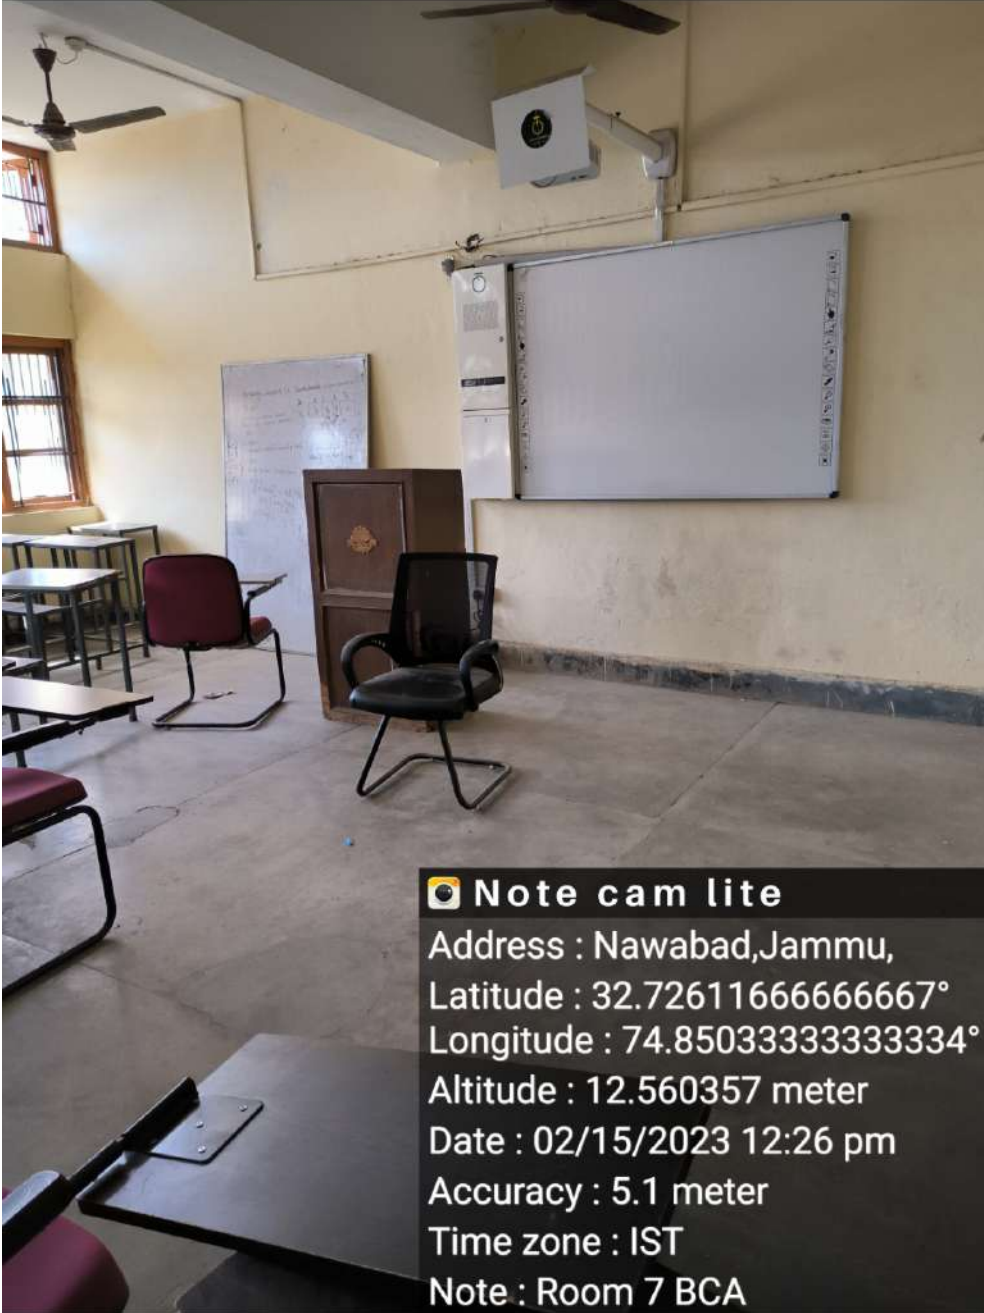 Note cam lite
Address : Nawabad,Jammu,
Latitude : 32.72611666666667°
Longitude : 74.85033333333334°
Altitude : 12.560357 meter
Date : 02/15/2023 12:26 pm
Accuracy : 5.1 meter
Time zone : IST
Note : Room 7 BCA